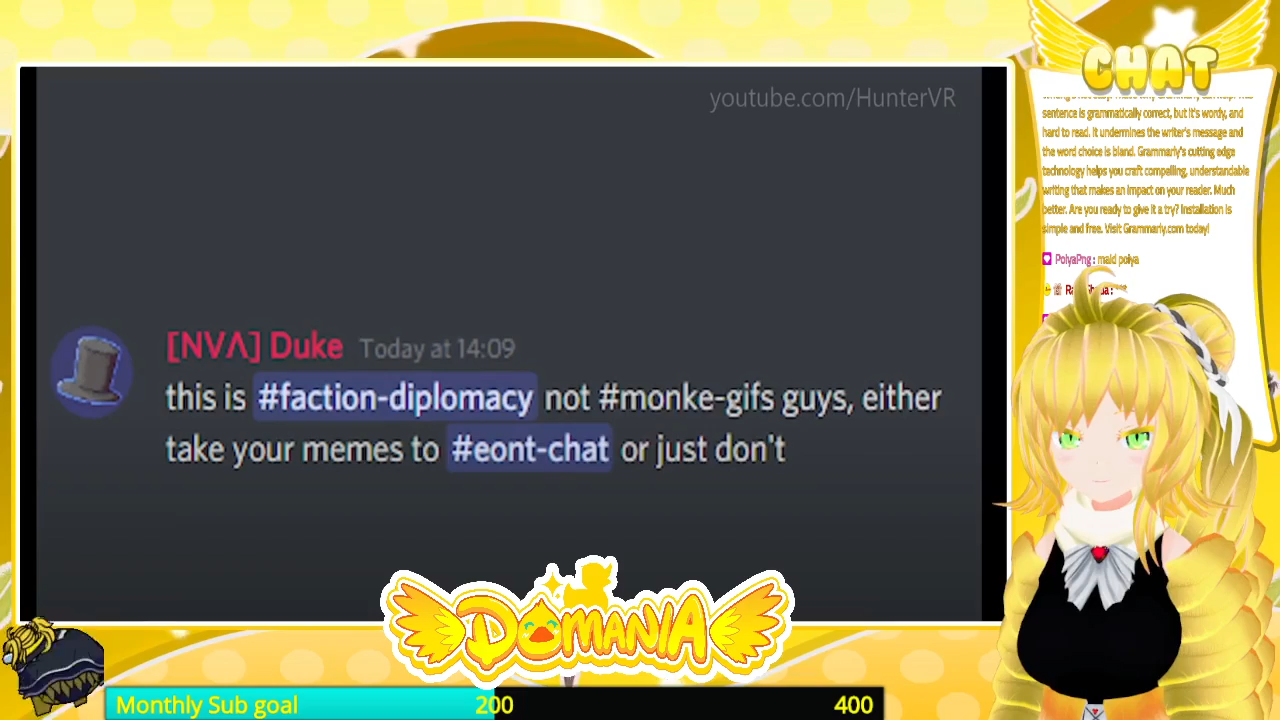 youtube.com/HunterVR
[NVΛ] Duke Today at 14:09
this is #faction-diplomacy not #monke-gifs guys, either
take your memes to #eont-chat or just don't
DOMANIA
Monthly Sub goal 200 400
CHAT
sentence is grammatically correct, but it's wordy, and
hard to read. It undermines the writer's message and
the word choice is bland. Grammarly's cutting edge
technology helps you craft compelling, understandable
writing that makes an impact on your reader. Much
better. Are you ready to give it a try? Installation is
simple and free. Visit Grammarly.com today!
PoiyaPng : maid poiya